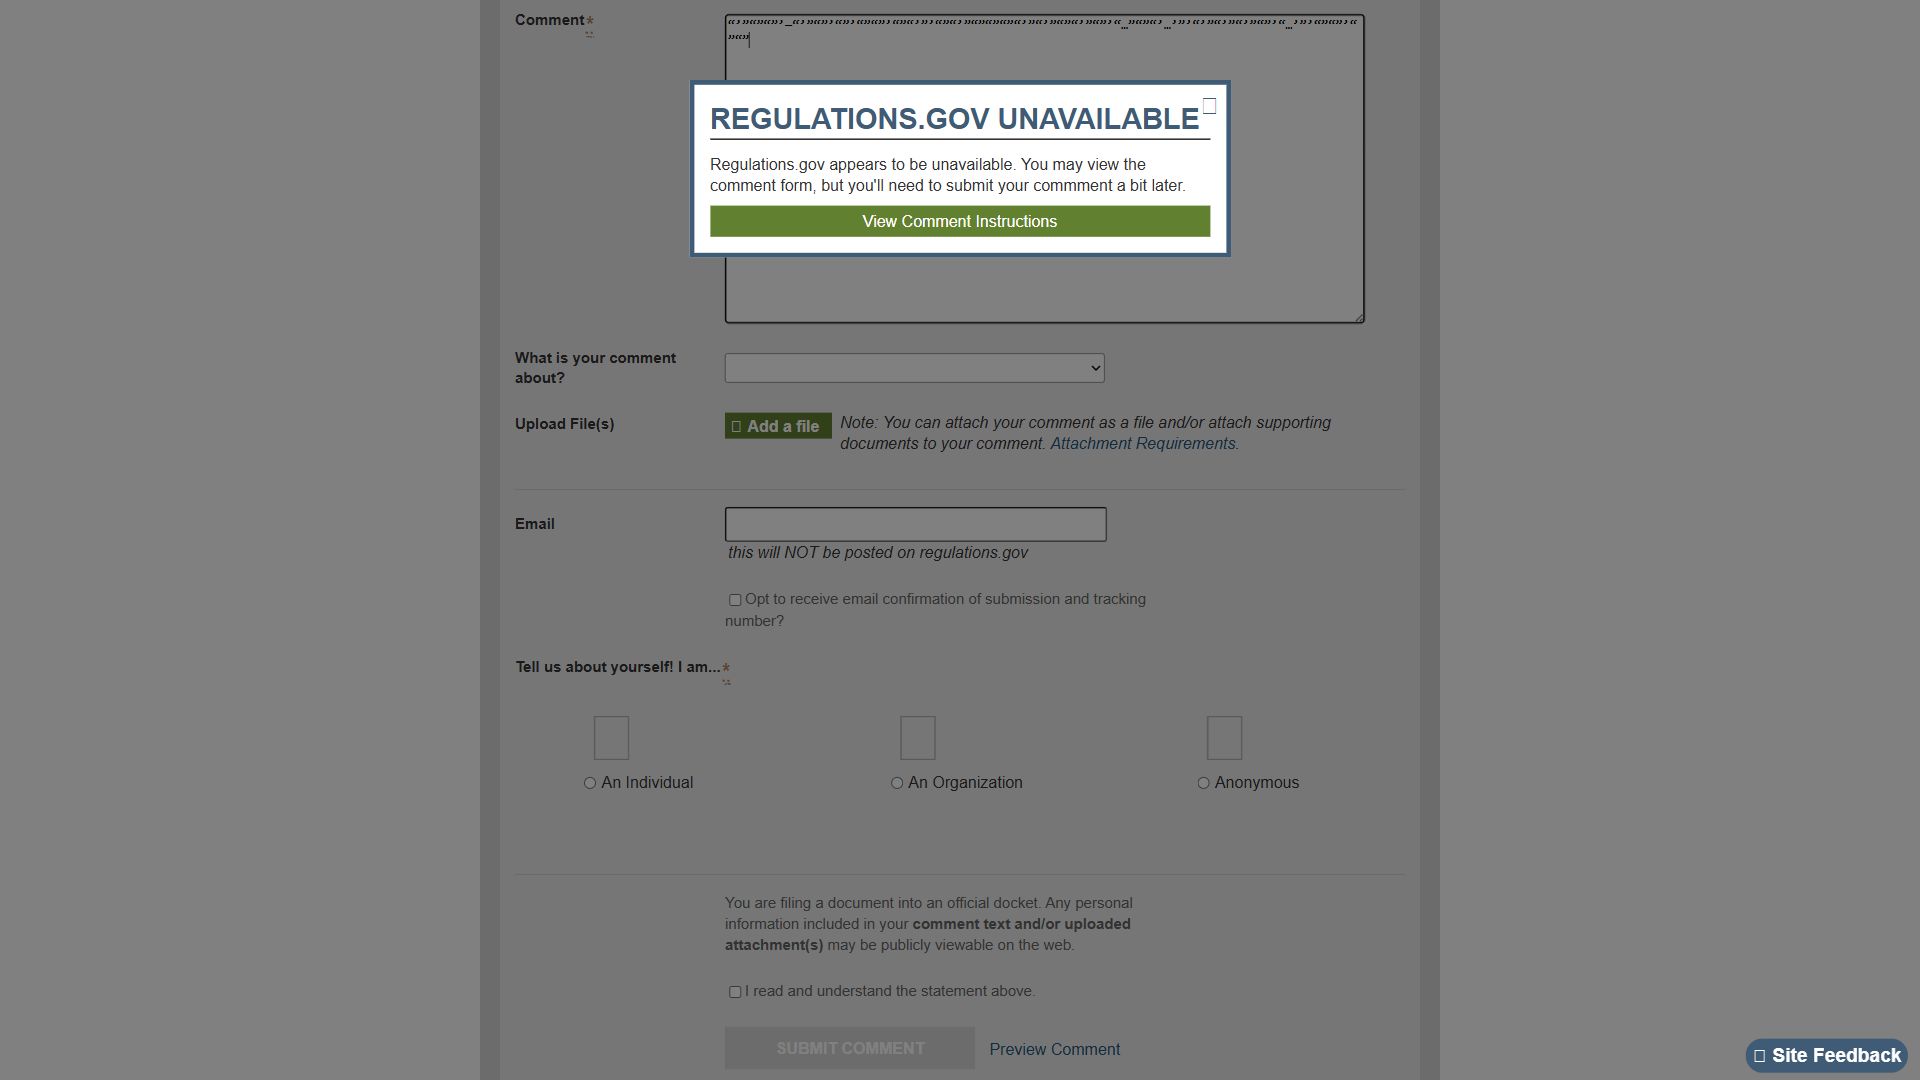 Comment*
REGULATIONS.GOV UNAVAILABLE
Regulations.gov appears to be unavailable. You may view the
comment form, but you'll need to submit your commment a bit later.
View Comment Instructions
What is your comment
about?
Upload File(s)
Add a file
Note: You can attach your comment as a file and/or attach supporting
documents to your comment. Attachment Requirements.
Email
this will NOT be posted on regulations.gov
Opt to receive email confirmation of submission and tracking
number?
Tell us about yourself! I am...*
An Individual
An Organization
Anonymous
You are filing a document into an official docket. Any personal
information included in your comment text and/or uploaded
attachment(s) may be publicly viewable on the web.
I read and understand the statement above.
SUBMIT COMMENT
Preview Comment
Site Feedback